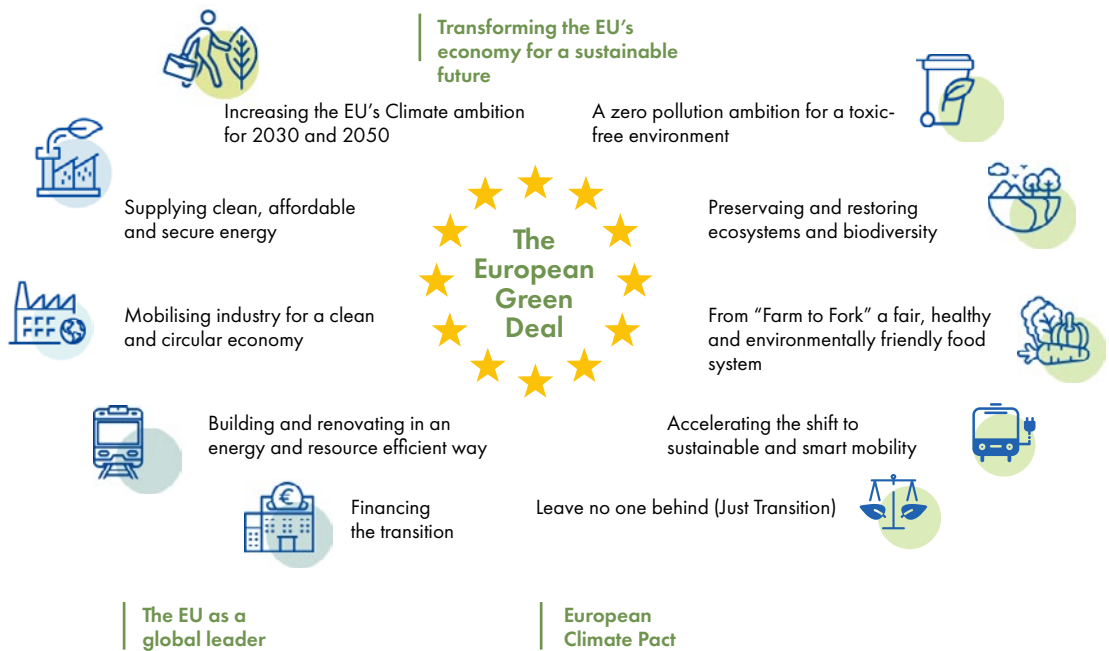 Transforming the EU's
economy for a sustainable
future
Increasing the EU's Climate ambition
for 2030 and 2050
A zero pollution ambition for a toxic-
free environment
Supplying clean, affordable
and secure energy
Preservaing and restoring
ecosystems and biodiversity
The
European
Green
Deal
Mobilising industry for a clean
and circular economy
From "Farm to Fork" a fair, healthy
and environmentally friendly food
system
Building and renovating in an
energy and resource efficient way
Accelerating the shift to
sustainable and smart mobility
€
Financing
the transition
Leave no one behind (Just Transition)
The EU as a
global leader
European
Climate Pact